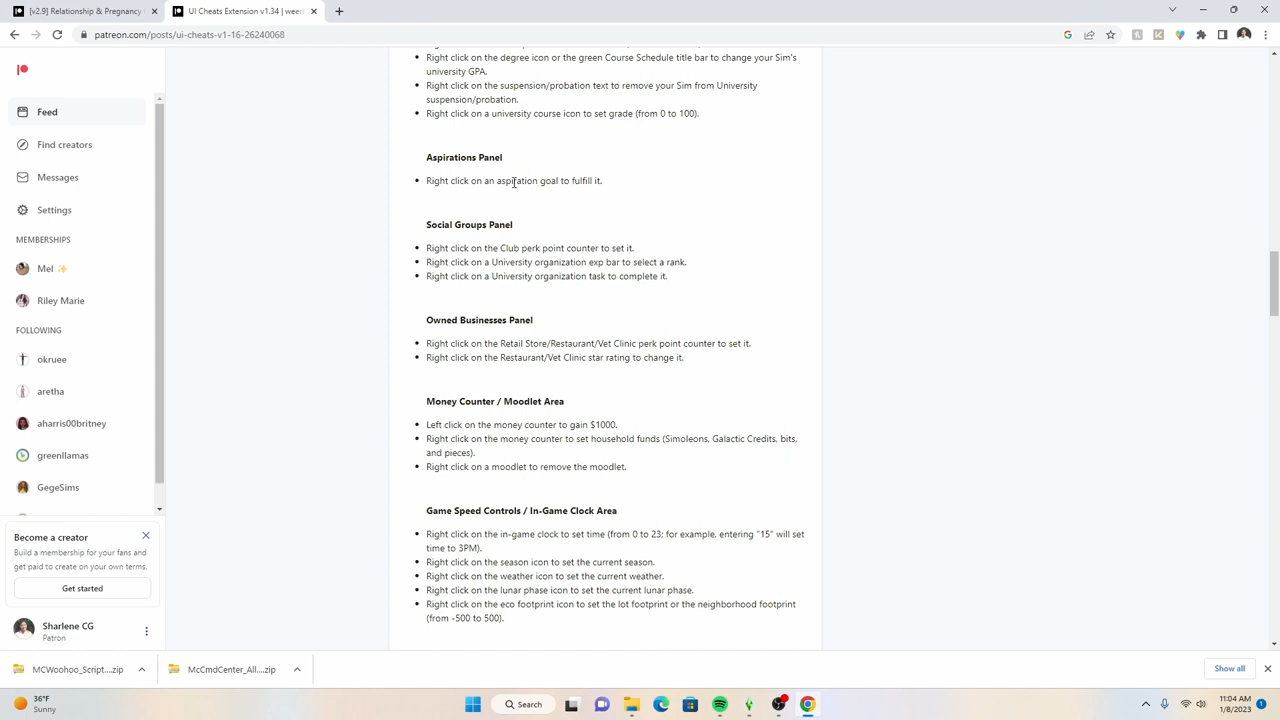 [v2.9] Relationship & Pregnancy
UI Cheats Extension v1.34 | weeri
patreon.com/posts/ui-cheats-v1-16-26240068
Feed
Find creators
Messages
Settings
MEMBERSHIPS
Mel ✨
Riley Marie
FOLLOWING
okruee
aretha
aharris00britney
greenllamas
GegeSims
Become a creator
Build a membership for your fans and
get paid to create on your own terms.
Get started
Sharlene CG
Patron
• Right click on the degree icon or the green Course Schedule title bar to change your Sim's
university GPA.
• Right click on the suspension/probation text to remove your Sim from University
suspension/probation.
• Right click on a university course icon to set grade (from 0 to 100).
Aspirations Panel
• Right click on an aspiration goal to fulfill it.
Social Groups Panel
• Right click on the Club perk point counter to set it.
• Right click on a University organization exp bar to select a rank.
• Right click on a University organization task to complete it.
Owned Businesses Panel
• Right click on the Retail Store/Restaurant/Vet Clinic perk point counter to set it.
• Right click on the Restaurant/Vet Clinic star rating to change it.
Money Counter / Moodlet Area
• Left click on the money counter to gain $1000.
• Right click on the money counter to set household funds (Simoleons, Galactic Credits, bits,
and pieces).
• Right click on a moodlet to remove the moodlet.
Game Speed Controls / In-Game Clock Area
• Right click on the in-game clock to set time (from 0 to 23; for example, entering "15" will set
time to 3PM).
• Right click on the season icon to set the current season.
• Right click on the weather icon to set the current weather.
• Right click on the lunar phase icon to set the current lunar phase.
• Right click on the eco footprint icon to set the lot footprint or the neighborhood footprint
(from -500 to 500).
MCWoohoo_Script....zip
McCmdCenter_All....zip
Show all
36°F
Sunny
Search
11:04 AM
1/8/2023